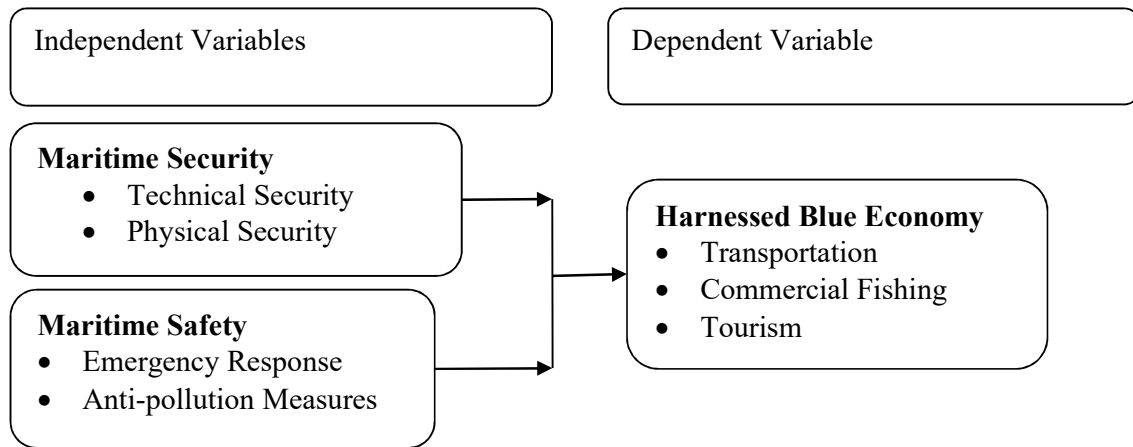 Independent Variables
Dependent Variable
Maritime Security
• Technical Security
• Physical Security
Harnessed Blue Economy
• Transportation
• Commercial Fishing
• Tourism
Maritime Safety
• Emergency Response
• Anti-pollution Measures